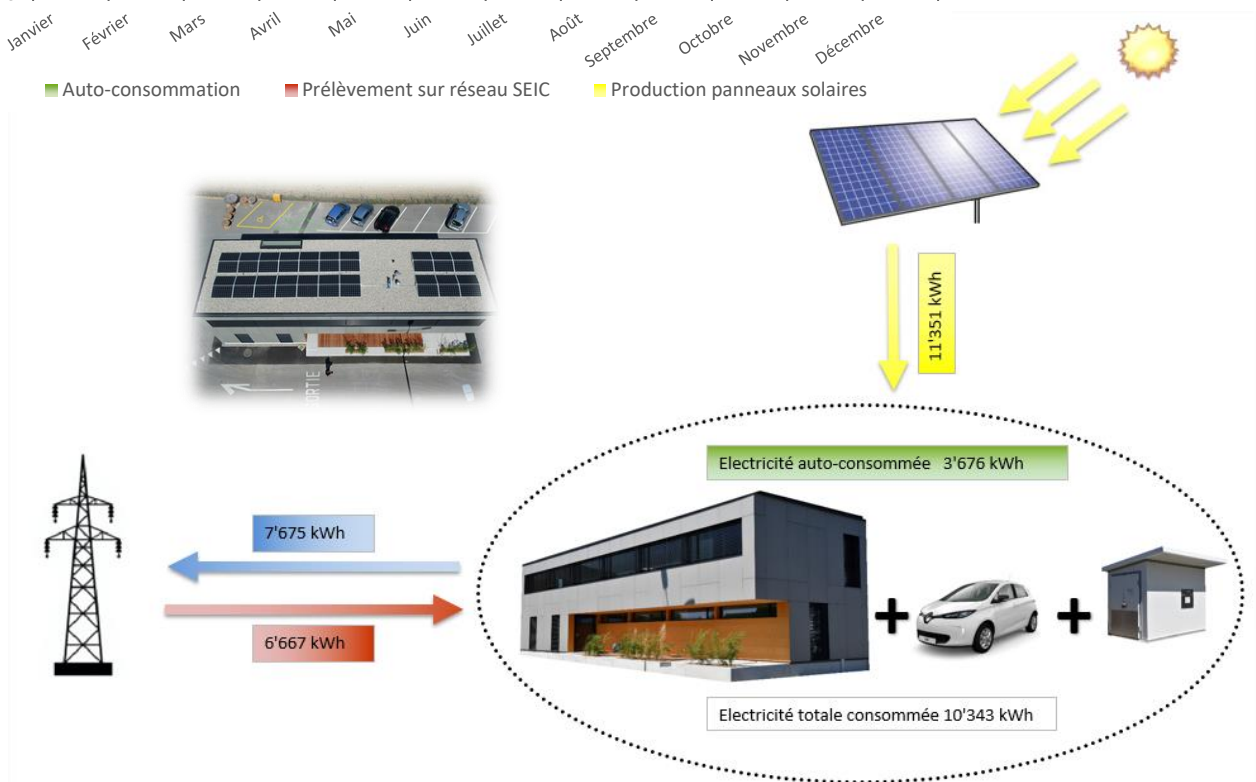 Janvier
Février
Mars
Avril
Mai
Juin
Juillet
Août
Septembre
Octobre
Novembre
Décembre
Auto-consommation
Prélèvement sur réseau SEIC
Production panneaux solaires
11'351 kWh
SORTIE
Electricité auto-consommée 3'676 kWh
7'675 kWh
6'667 kWh
Electricité totale consommée 10'343 kWh